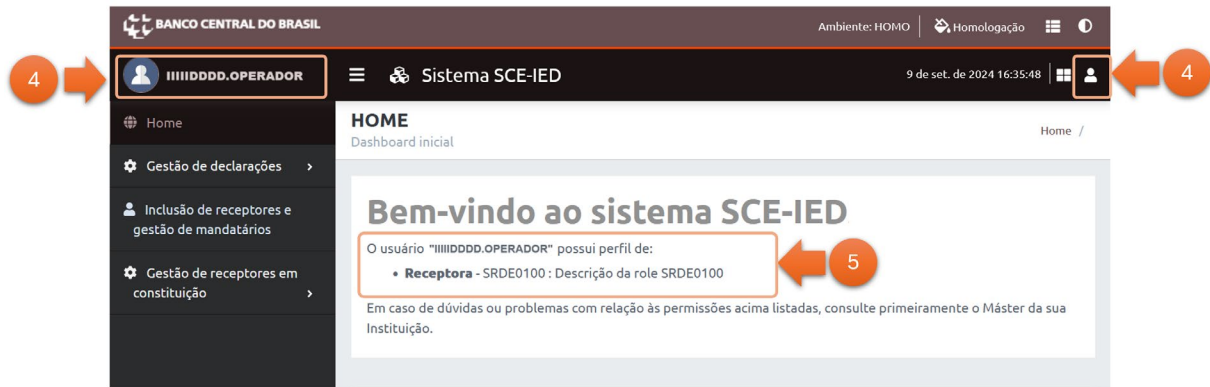 BANCO CENTRAL DO BRASIL
Ambiente: HOMO
Homologação
4
IIIIIDDDD.OPERADOR
Sistema SCE-IED
9 de set. de 2024 16:35:48
4
Home
HOME
Dashboard inicial
Home /
Gestão de declarações
Inclusão de receptores e
gestão de mandatários
Gestão de receptores em
constituição
Bem-vindo ao sistema SCE-IED
O usuário "IIIIIDDDD.OPERADOR" possui perfil de:
• Receptora - SRDE0100 : Descrição da role SRDE0100
5
Em caso de dúvidas ou problemas com relação às permissões acima listadas, consulte primeiramente o Máster da sua
Instituição.